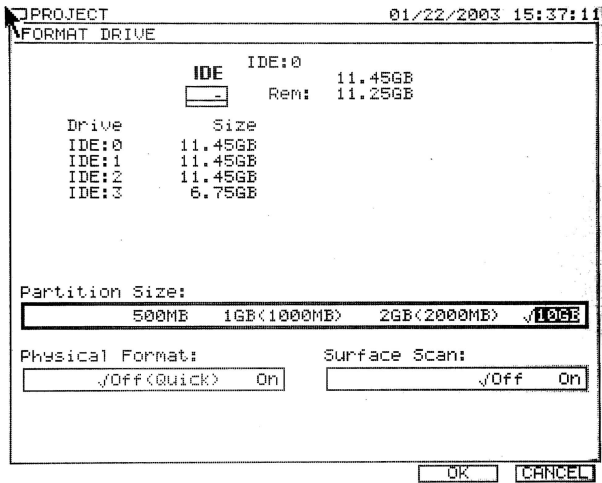 PROJECT 01/22/2003 15:37:11
FORMAT DRIVE
IDE IDE:0
11.45GB
Rem: 11.25GB
Drive Size
IDE:0 11.45GB
IDE:1 11.45GB
IDE:2 11.45GB
IDE:3 6.75GB
Partition Size:
500MB 1GB(1000MB) 2GB(2000MB) √10GB
Physical Format: Surface Scan:
√Off(Quick) On √Off On
OK CANCEL